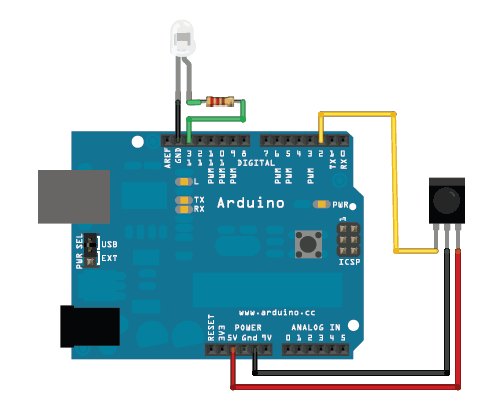 AREF
GND
13
12
11
10
9
8
7
6
5
4
3
2
1
0
PWM
PWM
PWM
PWM
PWM
PWM
TX
RX
DIGITAL
L
TX
RX
Arduino
PWR
1
ICSP
PWR SEL
USB
EXT
www.arduino.cc
POWER
ANALOG IN
RESET
3V3
5V
Gnd
9V
0 1 2 3 4 5